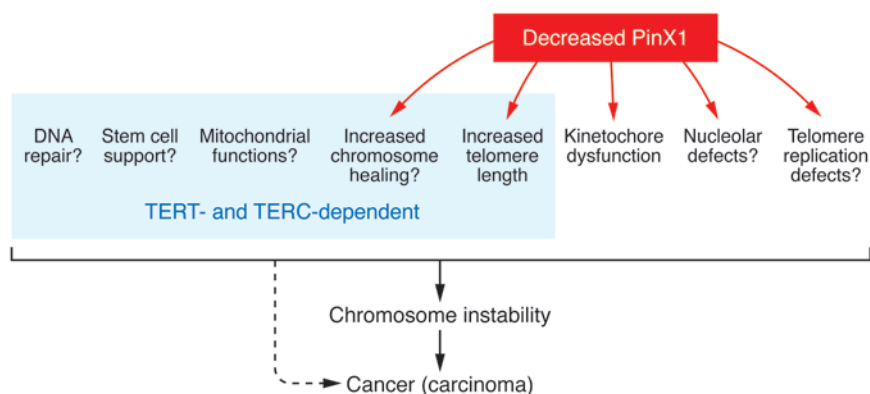 Decreased PinX1
DNA
repair?
Stem cell
support?
Mitochondrial
functions?
Increased
chromosome
healing?
Increased
telomere
length
Kinetochore
dysfunction
Nucleolar
defects?
Telomere
replication
defects?
TERT- and TERC-dependent
Chromosome instability
Cancer (carcinoma)